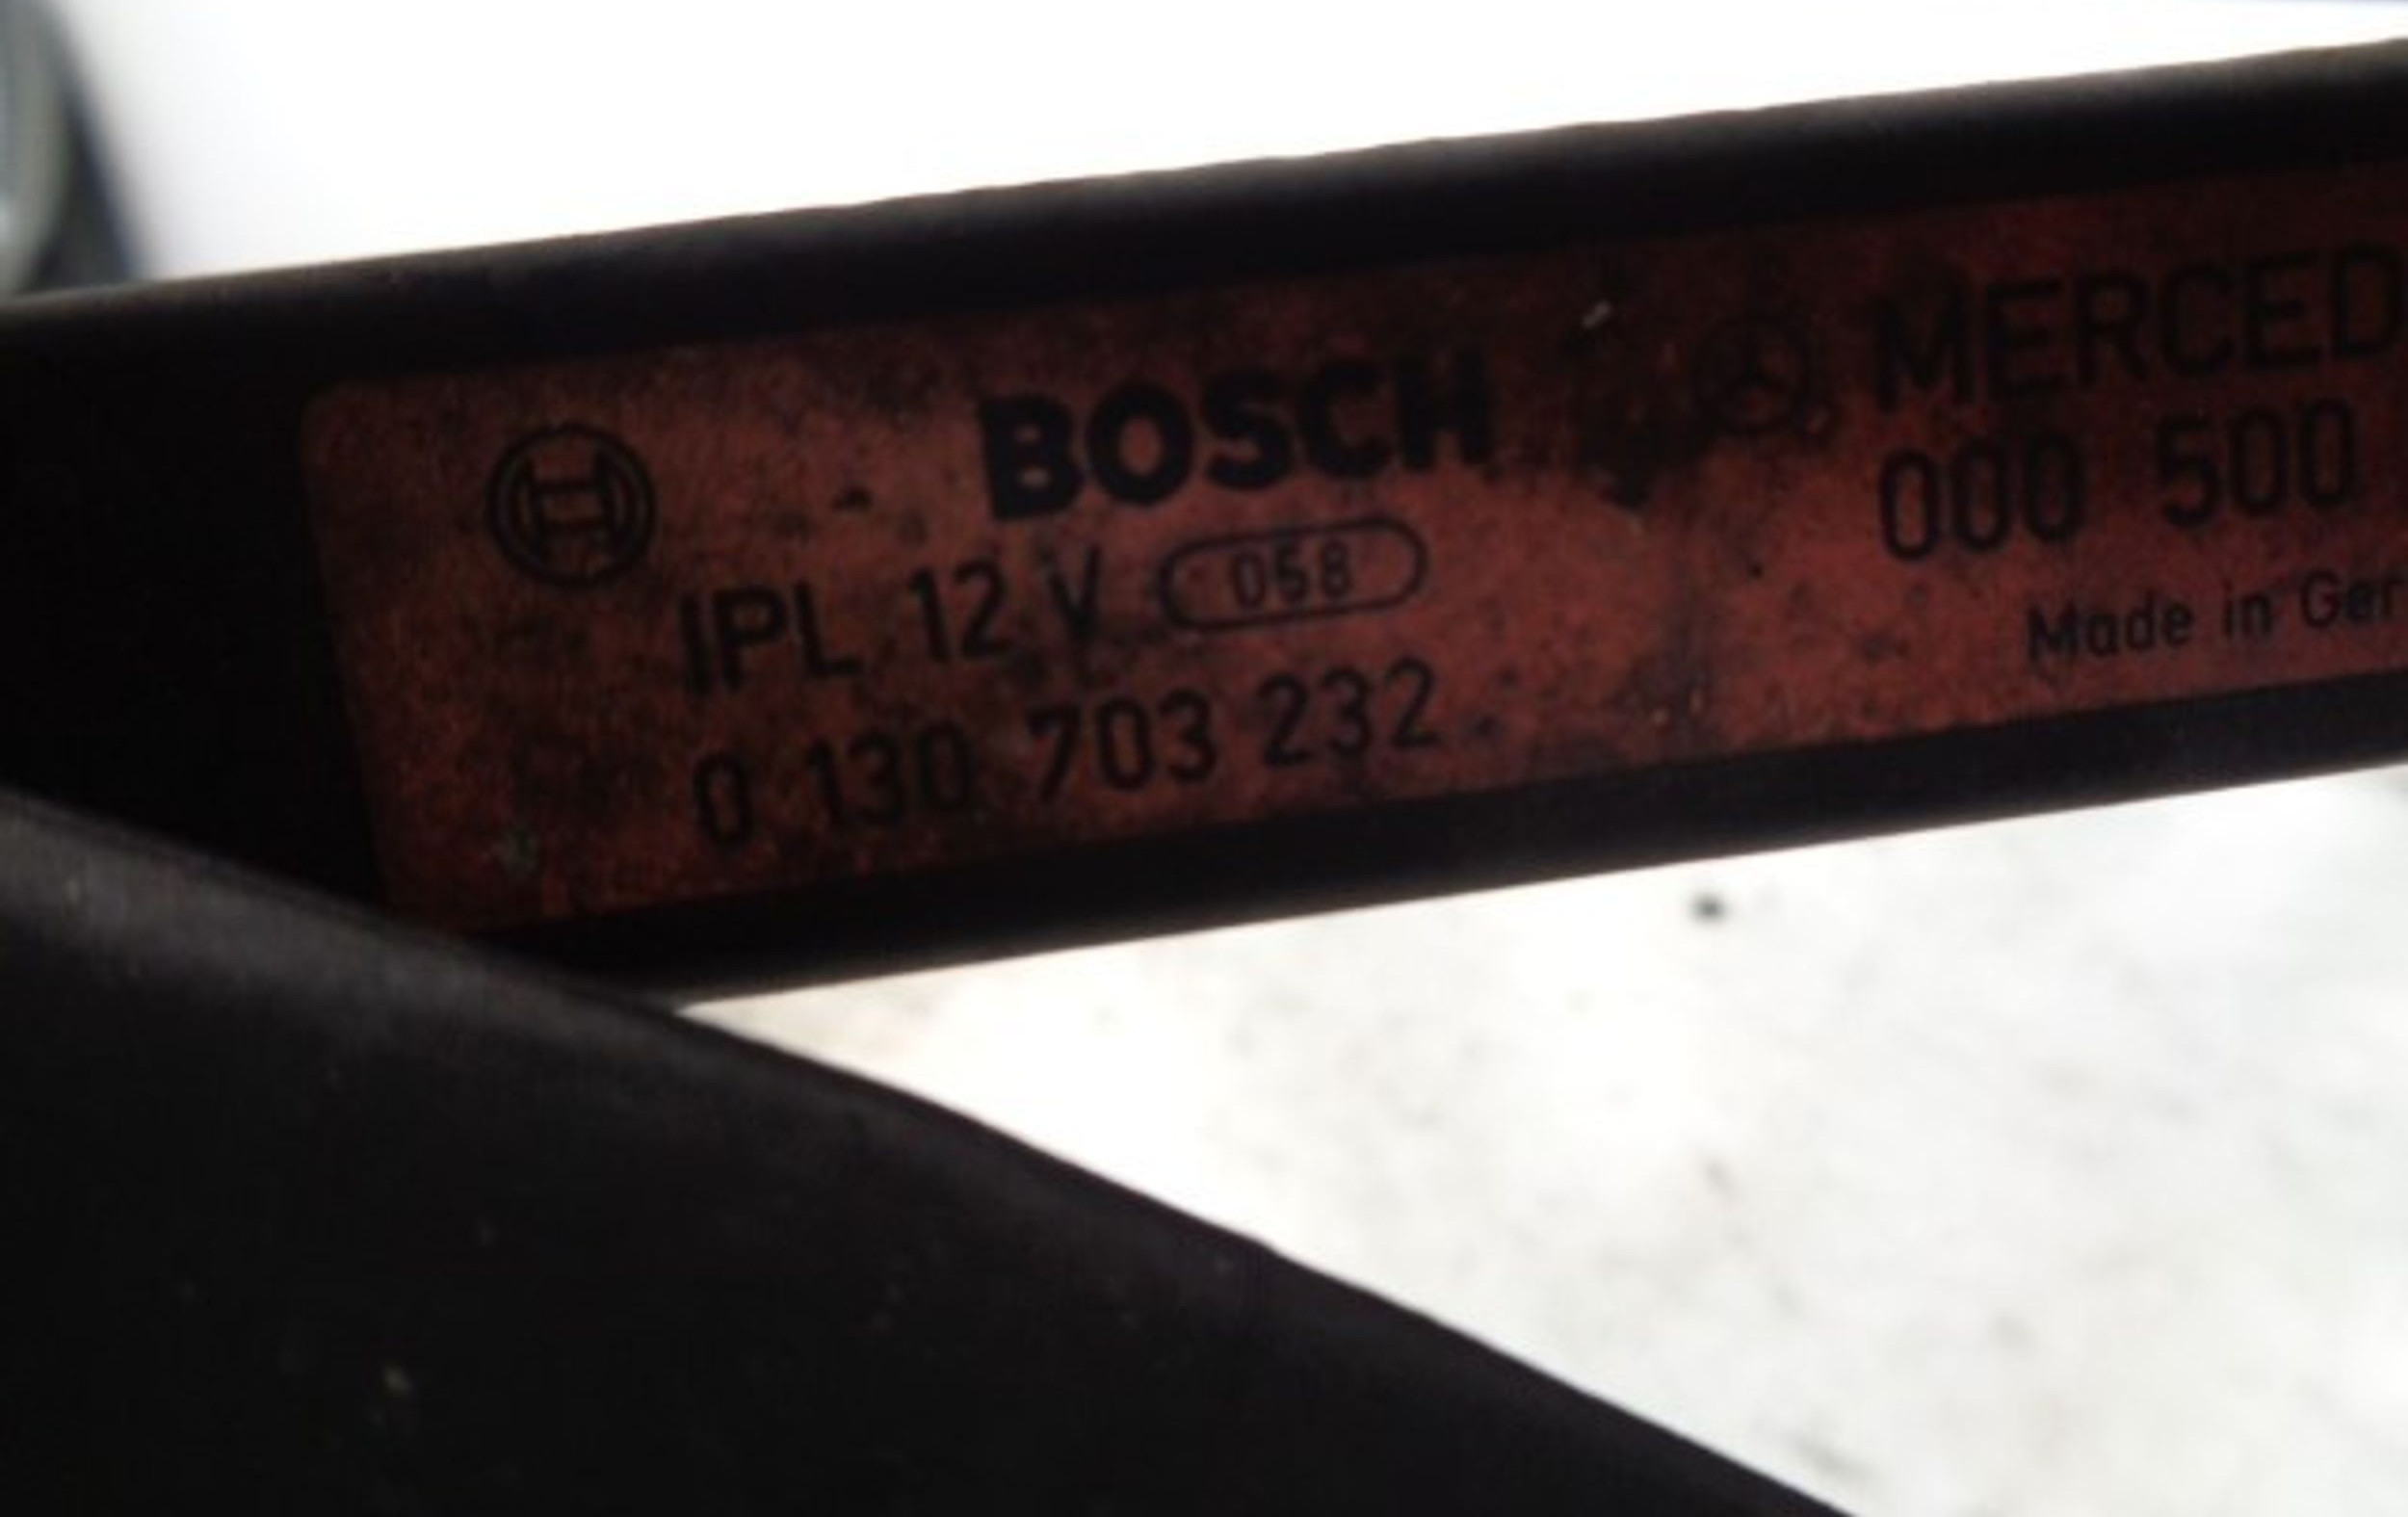 BOSCH
IPL 12 V 058
0 130 703 232
MERCED
000 500
Made in Ger